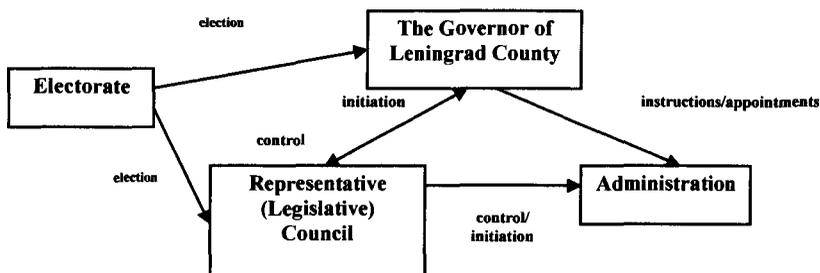 election
The Governor of
Leningrad County
Electorate
initiation
instructions/appointments
control
election
Representative
(Legislative)
Council
Administration
control/
initiation